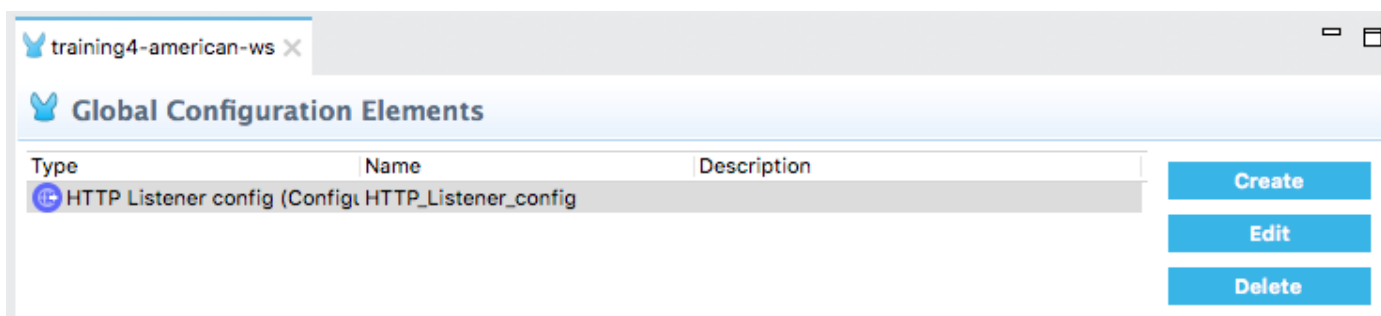 training4-american-ws
Global Configuration Elements
Type Name Description
HTTP Listener config (Configu HTTP_Listener_config
Create
Edit
Delete